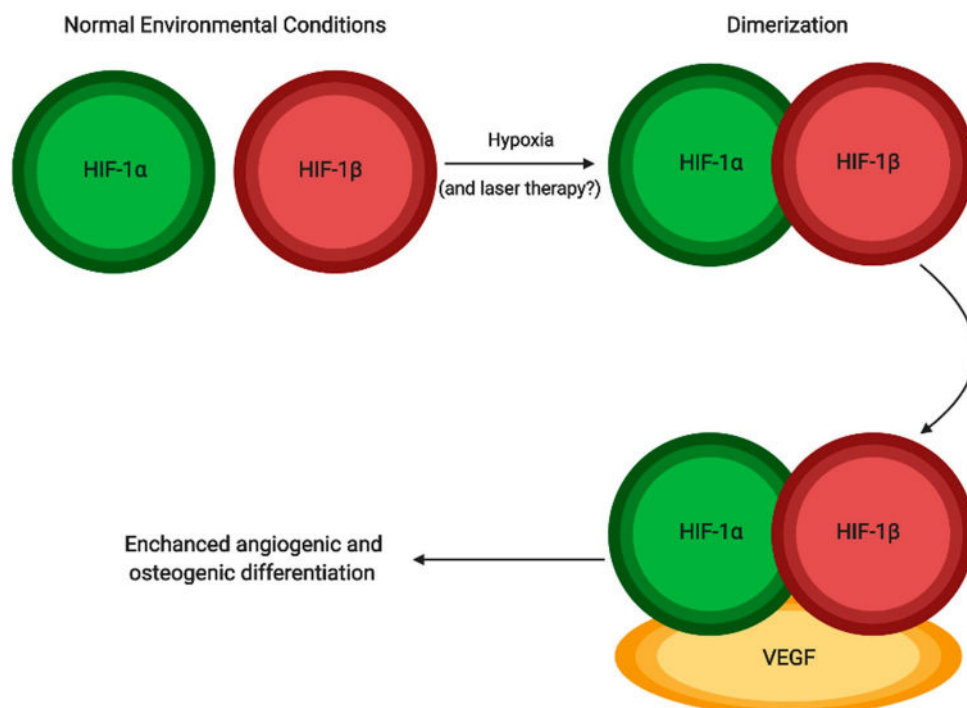 Normal Environmental Conditions
Dimerization
HIF-1α
HIF-1β
Hypoxia
(and laser therapy?)
HIF-1α
HIF-1β
Enchanced angiogenic and
osteogenic differentiation
HIF-1α
HIF-1β
VEGF